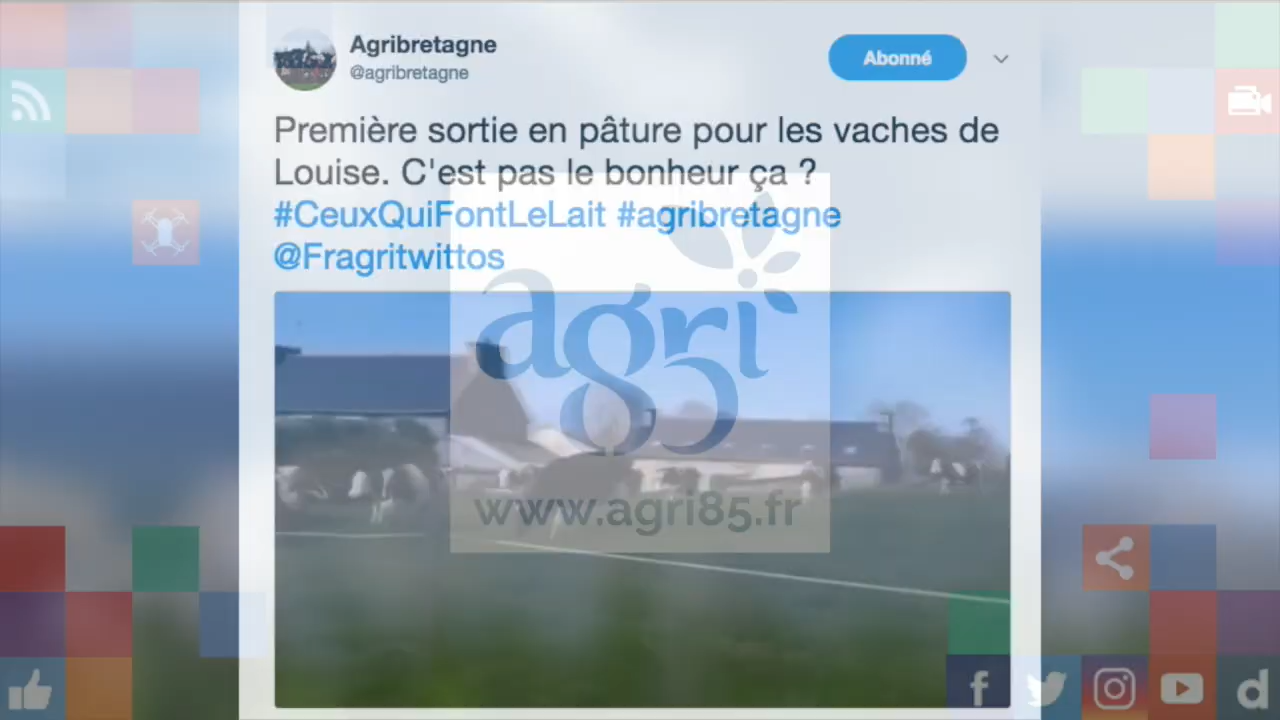 Agribretagne
@agribretagne
Abonné
Première sortie en pâture pour les vaches de
Louise. C'est pas le bonheur ça ?
#CeuxQuiFontLeLait #agribretagne
@Fragritwittos
agri
85
www.agri85.fr